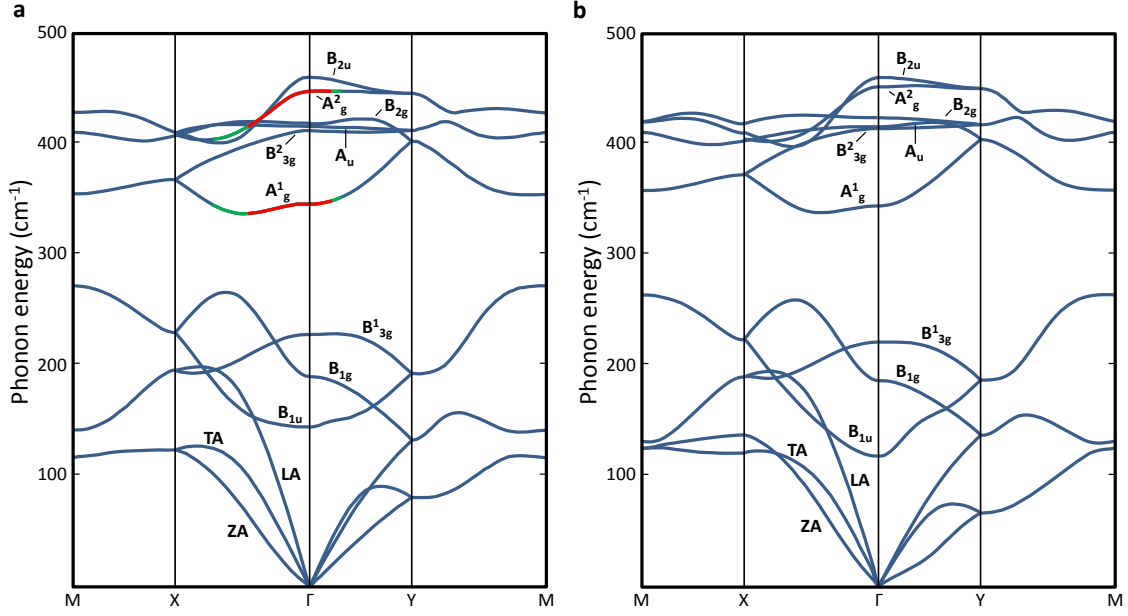 a
Phonon energy (cm⁻¹)
500
400
300
200
100
B₂ᵤ
A²g
B₂g
B²₃g
Aᵤ
A¹g
B¹₃g
B₁g
B₁ᵤ
TA
LA
ZA
M X Γ Y M
b
Phonon energy (cm⁻¹)
500
400
300
200
100
B₂ᵤ
A²g
B₂g
B²₃g
Aᵤ
A¹g
B¹₃g
B₁g
B₁ᵤ
TA
LA
ZA
M X Γ Y M